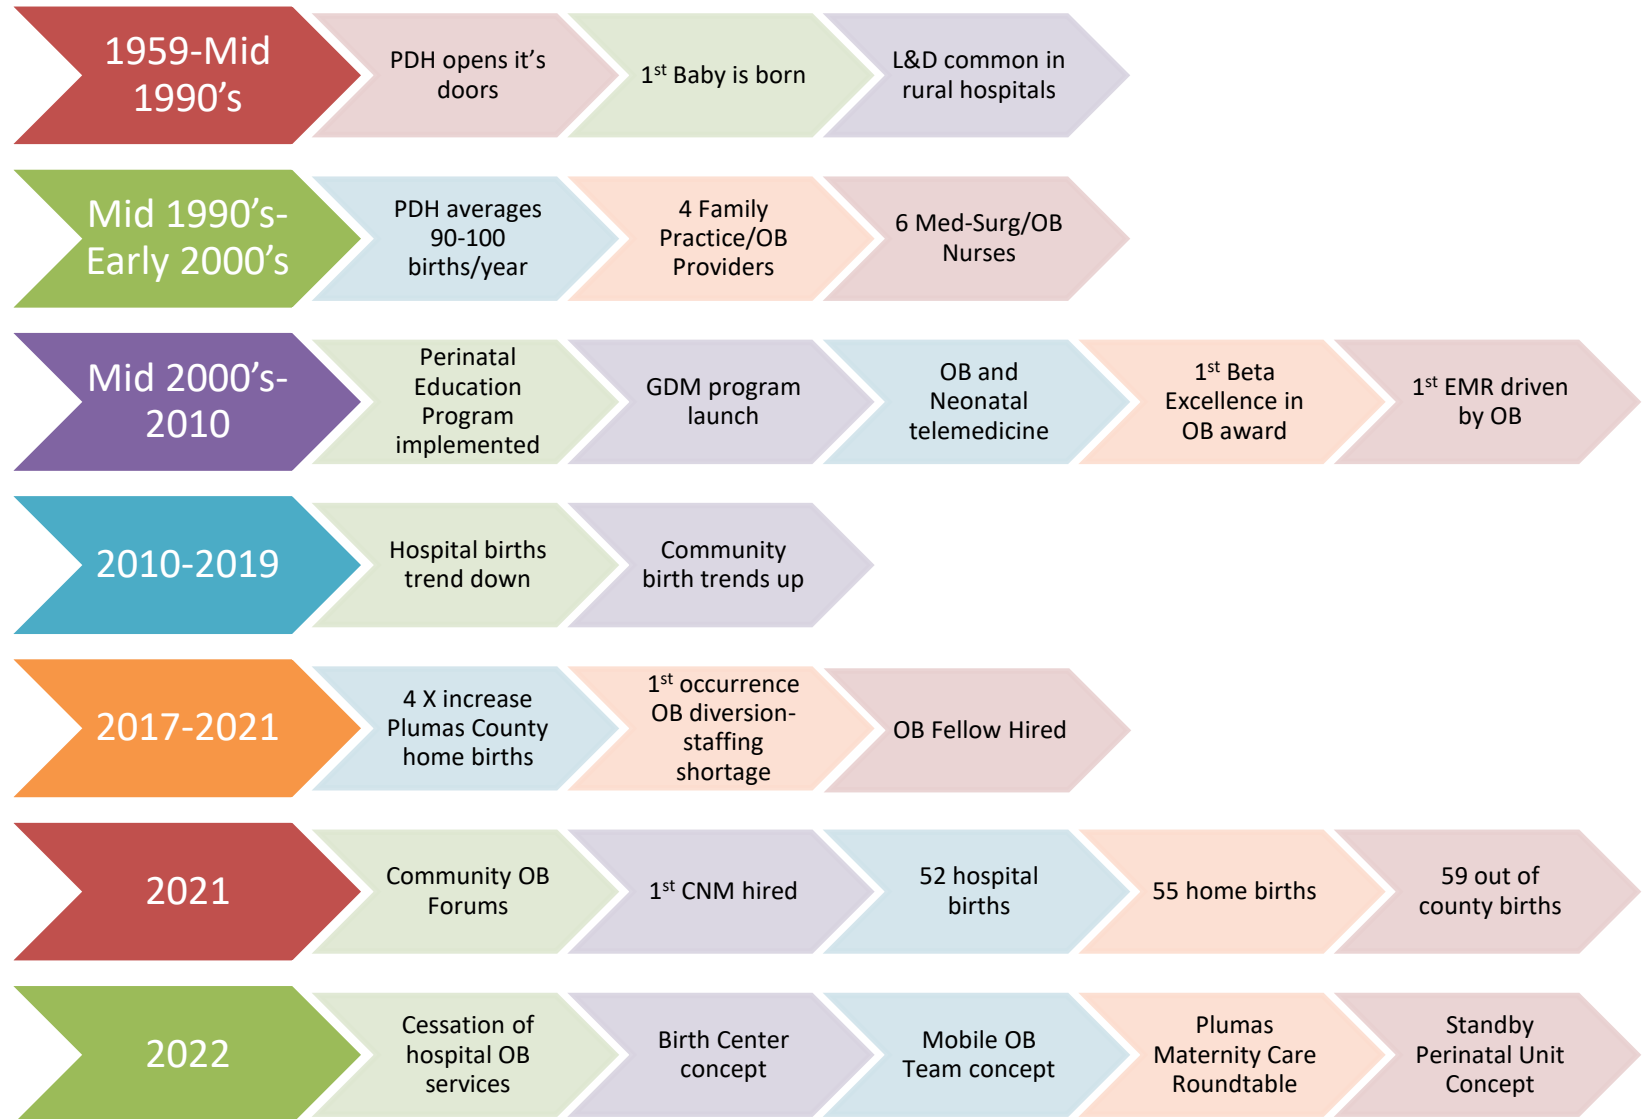 1959-Mid
1990's
PDH opens it's
doors
1st Baby is born
L&D common in
rural hospitals
Mid 1990's-
Early 2000's
PDH averages
90-100
births/year
4 Family
Practice/OB
Providers
6 Med-Surg/OB
Nurses
Mid 2000's-
2010
Perinatal
Education
Program
implemented
GDM program
launch
OB and
Neonatal
telemedicine
1st Beta
Excellence in
OB award
1st EMR driven
by OB
2010-2019
Hospital births
trend down
Community
birth trends up
2017-2021
4 X increase
Plumas County
home births
1st occurrence
OB diversion-
staffing
shortage
OB Fellow Hired
2021
Community OB
Forums
1st CNM hired
52 hospital
births
55 home births
59 out of
county births
2022
Cessation of
hospital OB
services
Birth Center
concept
Mobile OB
Team concept
Plumas
Maternity Care
Roundtable
Standby
Perinatal Unit
Concept